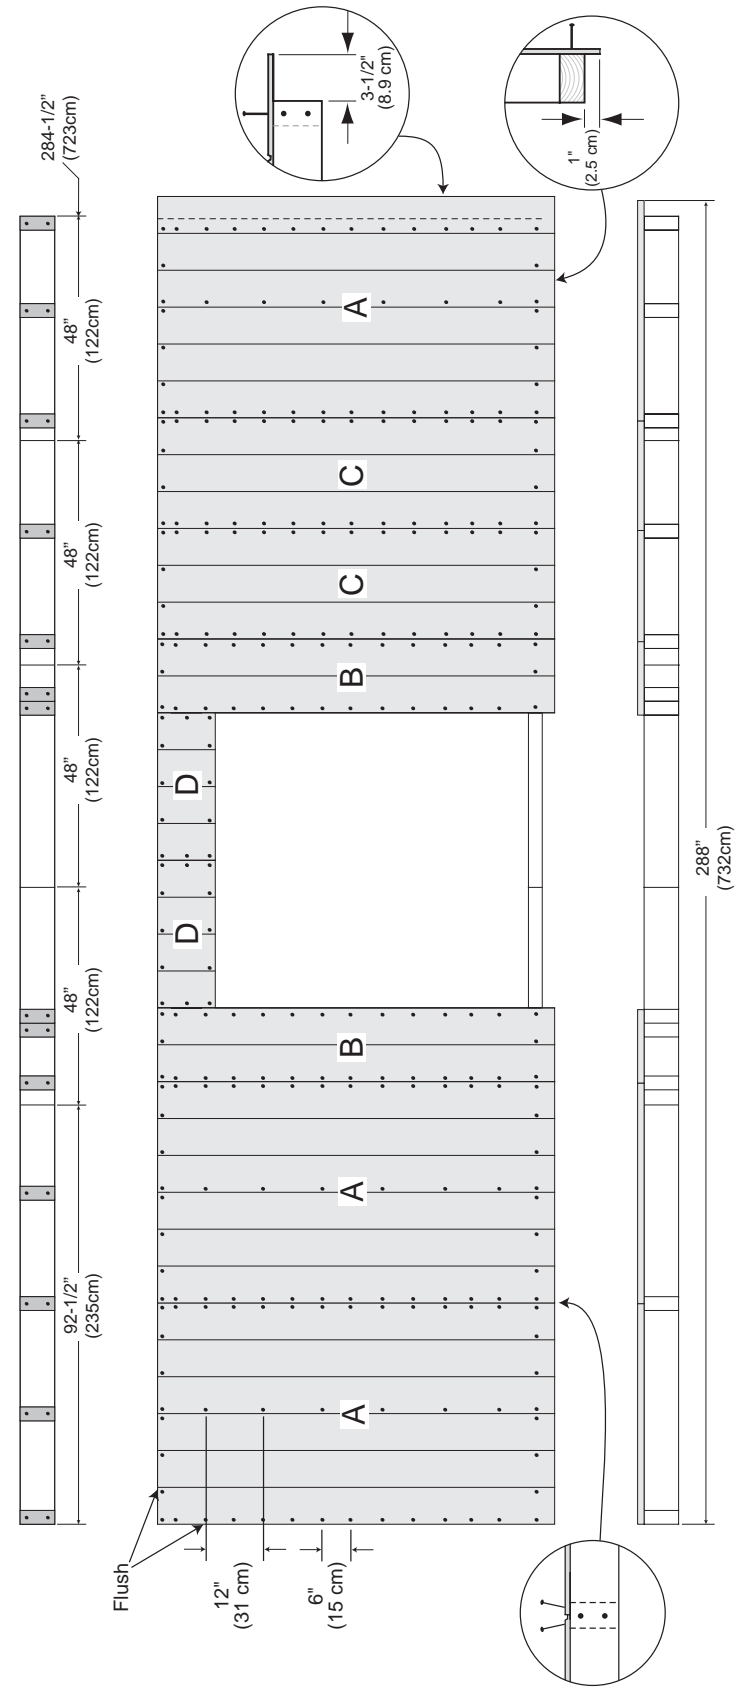 284-1/2"
(723cm)
48"
(122cm)
48"
(122cm)
48"
(122cm)
48"
(122cm)
92-1/2"
(235cm)
3-1/2"
(8.9 cm)
1"
(2.5 cm)
A
C
C
B
D
D
B
A
A
Flush
12"
(31 cm)
6"
(15 cm)
288"
(732cm)